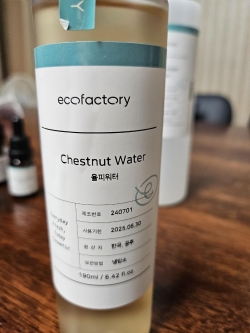 Y
ecofactory
Chestnut Water
율피워터
제조번호 240701
사용기한 2025.06.30
원산지 한국, 공주
보관방법 냉암소
190ml / 6.42 fl.oz.